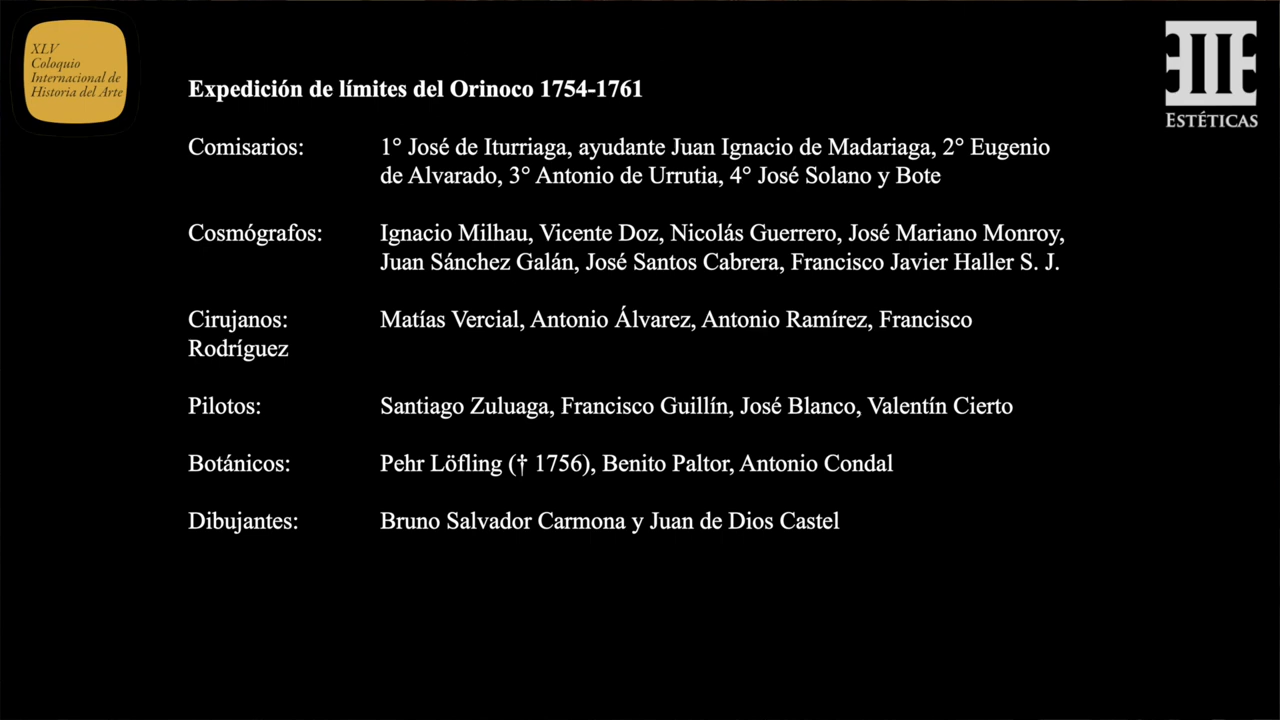 XLV
Coloquio
Internacional de
Historia del Arte
ESTÉTICAS
Expedición de límites del Orinoco 1754-1761
Comisarios: 1° José de Iturriaga, ayudante Juan Ignacio de Madariaga, 2° Eugenio
de Alvarado, 3° Antonio de Urrutia, 4° José Solano y Bote
Cosmógrafos: Ignacio Milhau, Vicente Doz, Nicolás Guerrero, José Mariano Monroy,
Juan Sánchez Galán, José Santos Cabrera, Francisco Javier Haller S. J.
Cirujanos: Matías Vercial, Antonio Álvarez, Antonio Ramírez, Francisco
Rodríguez
Pilotos: Santiago Zuluaga, Francisco Guillín, José Blanco, Valentín Cierto
Botánicos: Pehr Löfling († 1756), Benito Paltor, Antonio Condal
Dibujantes: Bruno Salvador Carmona y Juan de Dios Castel